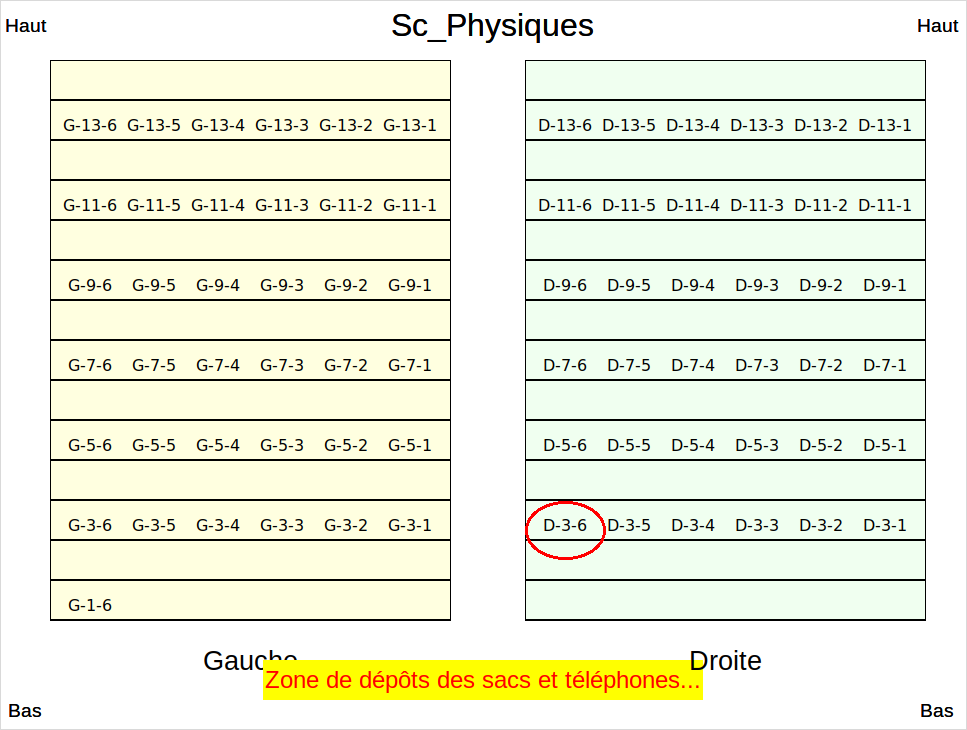 Sc_Physiques
Haut
Haut
G-13-6 G-13-5 G-13-4 G-13-3 G-13-2 G-13-1
D-13-6 D-13-5 D-13-4 D-13-3 D-13-2 D-13-1
G-11-6 G-11-5 G-11-4 G-11-3 G-11-2 G-11-1
D-11-6 D-11-5 D-11-4 D-11-3 D-11-2 D-11-1
G-9-6 G-9-5 G-9-4 G-9-3 G-9-2 G-9-1
D-9-6 D-9-5 D-9-4 D-9-3 D-9-2 D-9-1
G-7-6 G-7-5 G-7-4 G-7-3 G-7-2 G-7-1
D-7-6 D-7-5 D-7-4 D-7-3 D-7-2 D-7-1
G-5-6 G-5-5 G-5-4 G-5-3 G-5-2 G-5-1
D-5-6 D-5-5 D-5-4 D-5-3 D-5-2 D-5-1
G-3-6 G-3-5 G-3-4 G-3-3 G-3-2 G-3-1
D-3-6 D-3-5 D-3-4 D-3-3 D-3-2 D-3-1
G-1-6
Gauche
Droite
Zone de dépôts des sacs et téléphones...
Bas
Bas